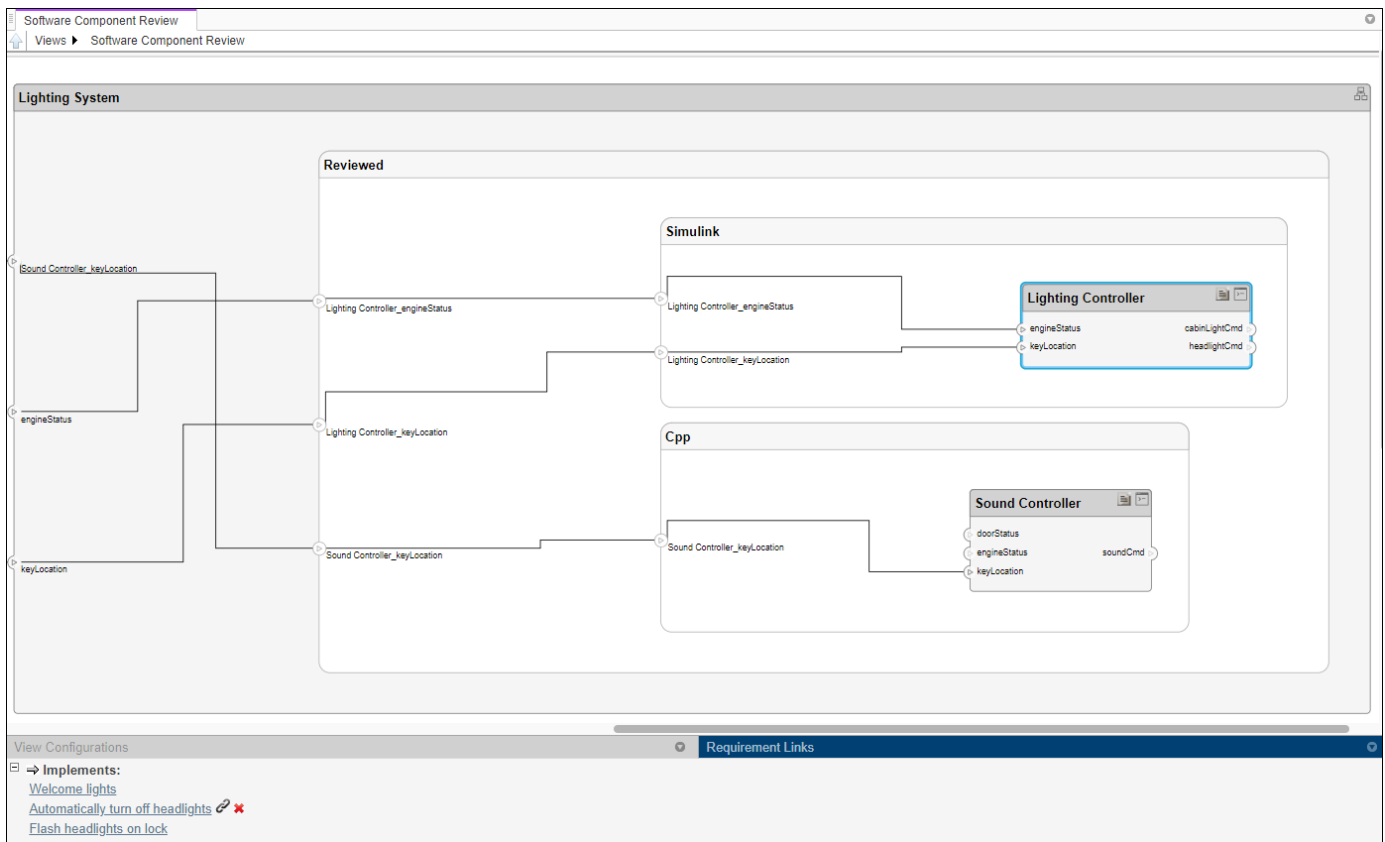 Software Component Review
Views Software Component Review
Lighting System
Reviewed
Simulink
Sound Controller_keyLocation
Lighting Controller_engineStatus
Lighting Controller_engineStatus
Lighting Controller
engineStatus cabinLightCmd
keyLocation headlightCmd
Lighting Controller_keyLocation
engineStatus
Lighting Controller_keyLocation
Cpp
Sound Controller
doorStatus
engineStatus soundCmd
keyLocation
Sound Controller_keyLocation
Sound Controller_keyLocation
keyLocation
View Configurations
Requirement Links
Implements:
Welcome lights
Automatically turn off headlights
Flash headlights on lock